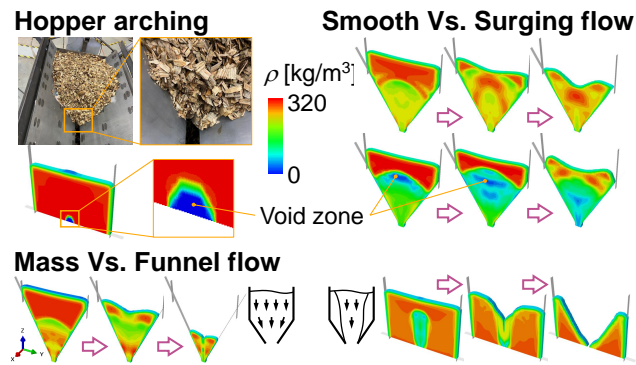 Hopper arching
Smooth Vs. Surging flow
ρ [kg/m³]
320
0
Void zone
Mass Vs. Funnel flow
Z
X
Y